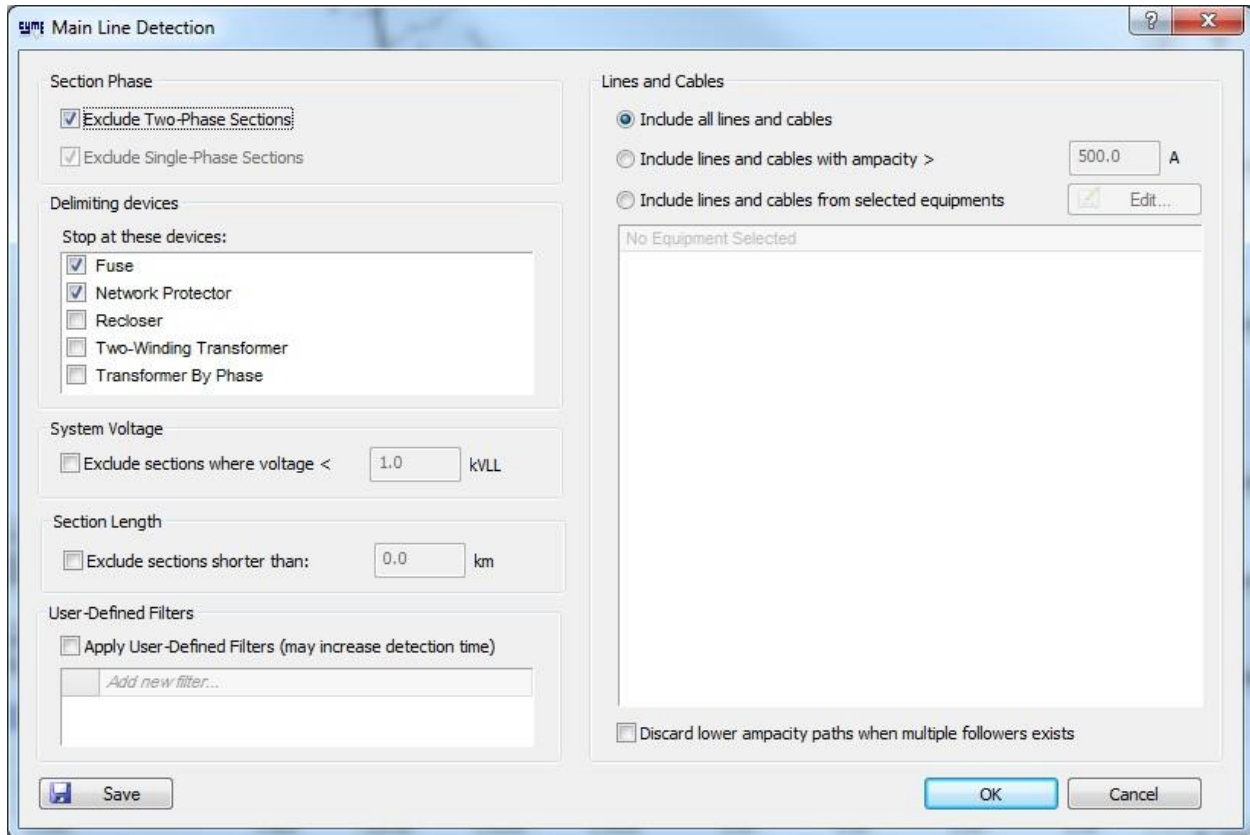 CYME Main Line Detection
Section Phase
Exclude Two-Phase Sections
Exclude Single-Phase Sections
Delimiting devices
Stop at these devices:
Fuse
Network Protector
Recloser
Two-Winding Transformer
Transformer By Phase
System Voltage
Exclude sections where voltage < 1.0 kVLL
Section Length
Exclude sections shorter than: 0.0 km
User-Defined Filters
Apply User-Defined Filters (may increase detection time)
Add new filter...
Save
Lines and Cables
Include all lines and cables
Include lines and cables with ampacity > 500.0 A
Include lines and cables from selected equipments Edit...
No Equipment Selected
Discard lower ampacity paths when multiple followers exists
OK Cancel